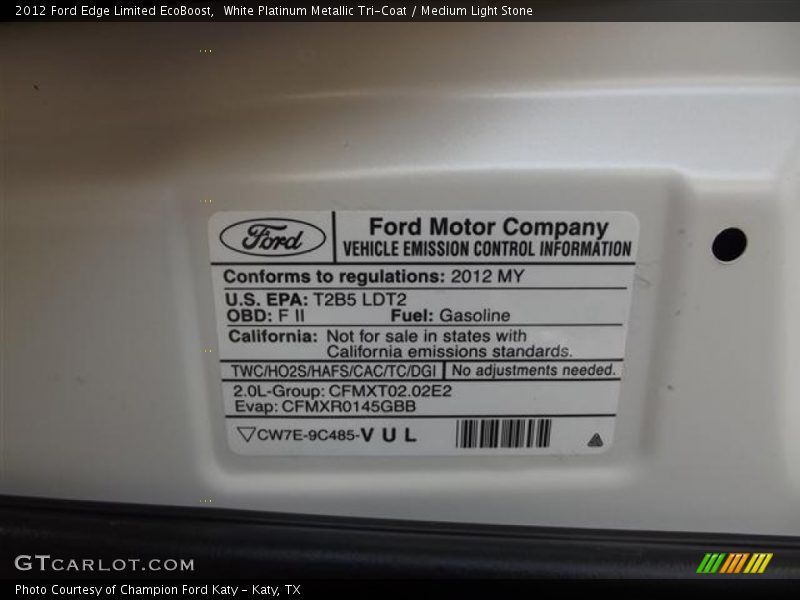 2012 Ford Edge Limited EcoBoost,  White Platinum Metallic Tri-Coat / Medium Light Stone
Ford
Ford Motor Company
VEHICLE EMISSION CONTROL INFORMATION
Conforms to regulations: 2012 MY
U.S. EPA: T2B5 LDT2
OBD: F II Fuel: Gasoline
California: Not for sale in states with
California emissions standards.
TWC/HO2S/HAFS/CAC/TC/DGI No adjustments needed.
2.0L-Group: CFMXT02.02E2
Evap: CFMXR0145GBB
CW7E-9C485-V U L
GTCARLOT.COM
Photo Courtesy of Champion Ford Katy - Katy, TX